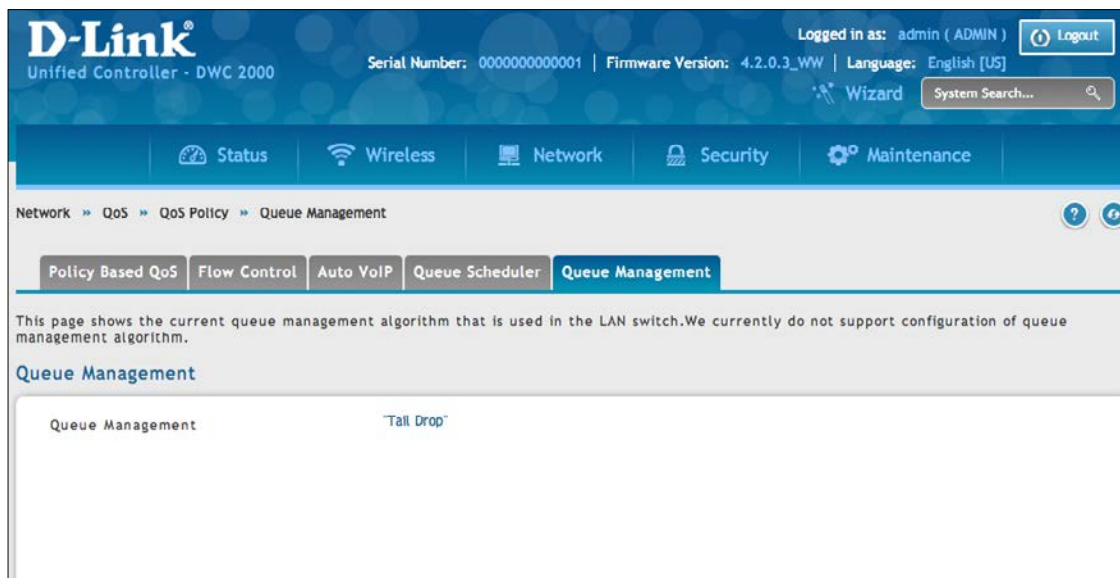 D-Link®
Unified Controller - DWC 2000
Logged in as: admin ( ADMIN ) Logout
Serial Number: 0000000000001 | Firmware Version: 4.2.0.3_WW | Language: English [US]
Wizard System Search...
Status Wireless Network Security Maintenance
Network » QoS » QoS Policy » Queue Management ?
Policy Based QoS Flow Control Auto VoIP Queue Scheduler Queue Management
This page shows the current queue management algorithm that is used in the LAN switch.We currently do not support configuration of queue
management algorithm.
Queue Management
Queue Management "Tail Drop"